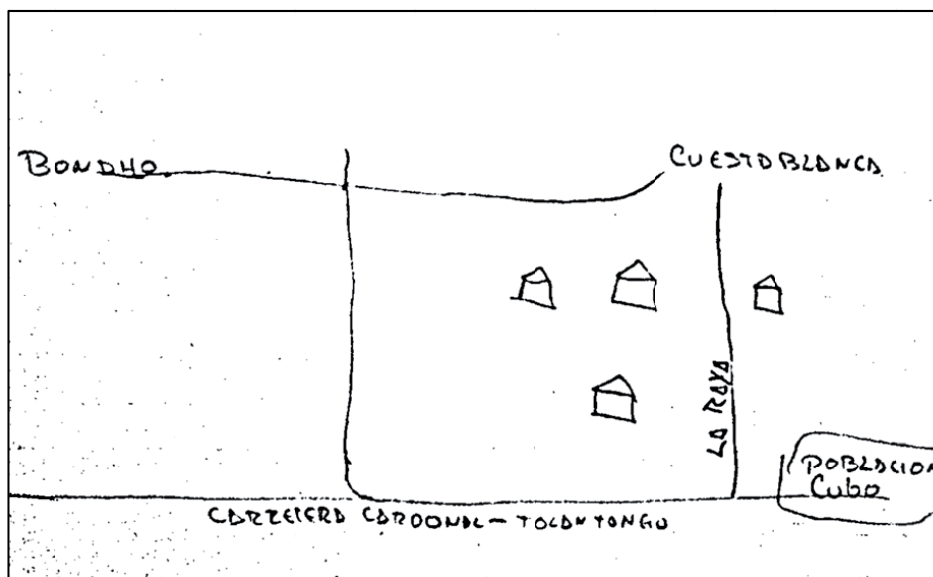 BONDHO
CUESTABLANCA
LA RAYA
POBLACION
Cubo
CARRETERA CARDONAL - TOLANTONGO